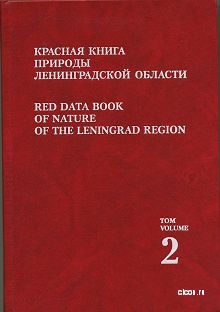 КРАСНАЯ КНИГА
ПРИРОДЫ
ЛЕНИНГРАДСКОЙ ОБЛАСТИ
RED DATA BOOK
OF NATURE
OF THE LENINGRAD REGION
ТОМ
VOLUME
2